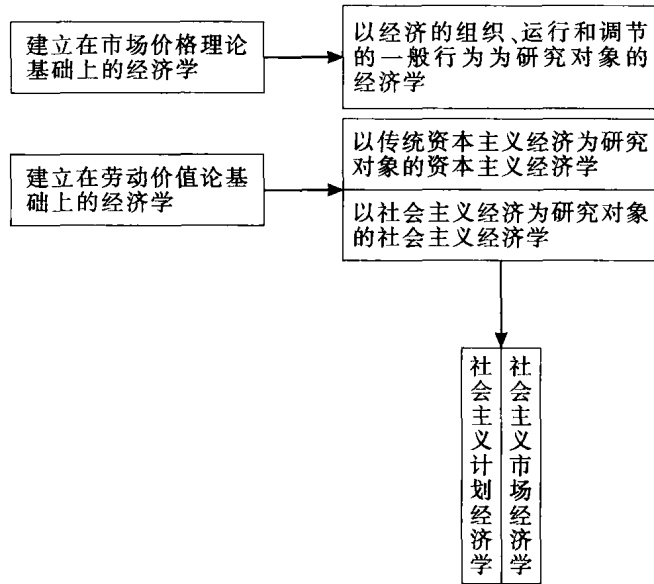 建立在市场价格理论
基础上的经济学
以经济的组织、运行和调节
的一般行为为研究对象的
经济学
建立在劳动价值论基
础上的经济学
以传统资本主义经济为研究
对象的资本主义经济学
以社会主义经济为研究对象
的社会主义经济学
社会主义计划经济学
社会主义市场经济学